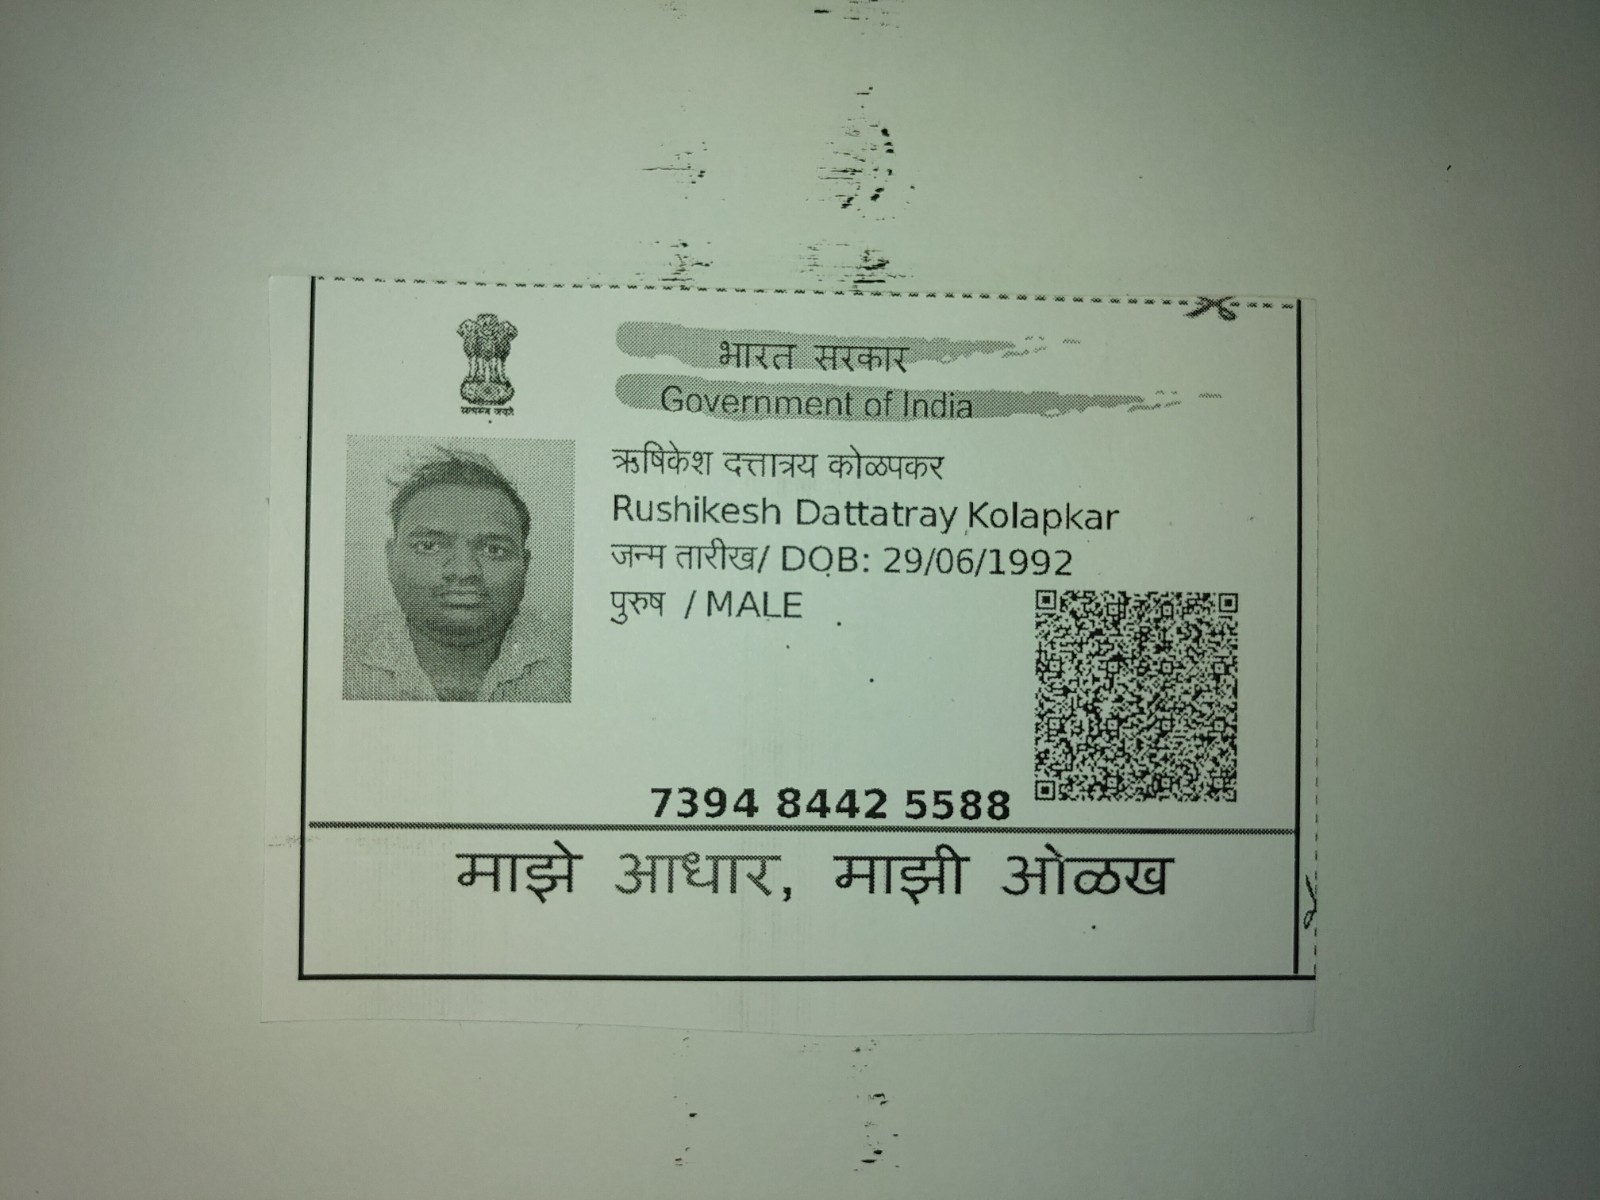 सत्यमेव जयते
भारत सरकार
Government of India
ऋषिकेश दत्तात्रय कोळपकर
Rushikesh Dattatray Kolapkar
जन्म तारीख/ DOB: 29/06/1992
पुरुष / MALE
7394 8442 5588
माझे आधार, माझी ओळख